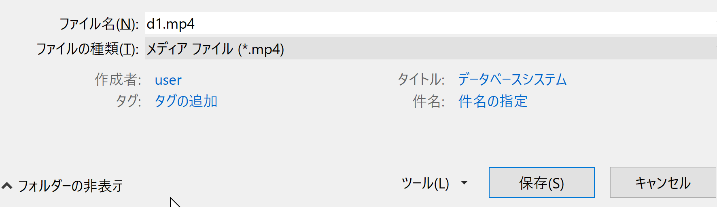 ファイル名(N): d1.mp4
ファイルの種類(T): メディア ファイル (*.mp4)
作成者: user タイトル: データベースシステム
タグ: タグの追加 件名: 件名の指定
フォルダーの非表示 ツール(L) 保存(S) キャンセル